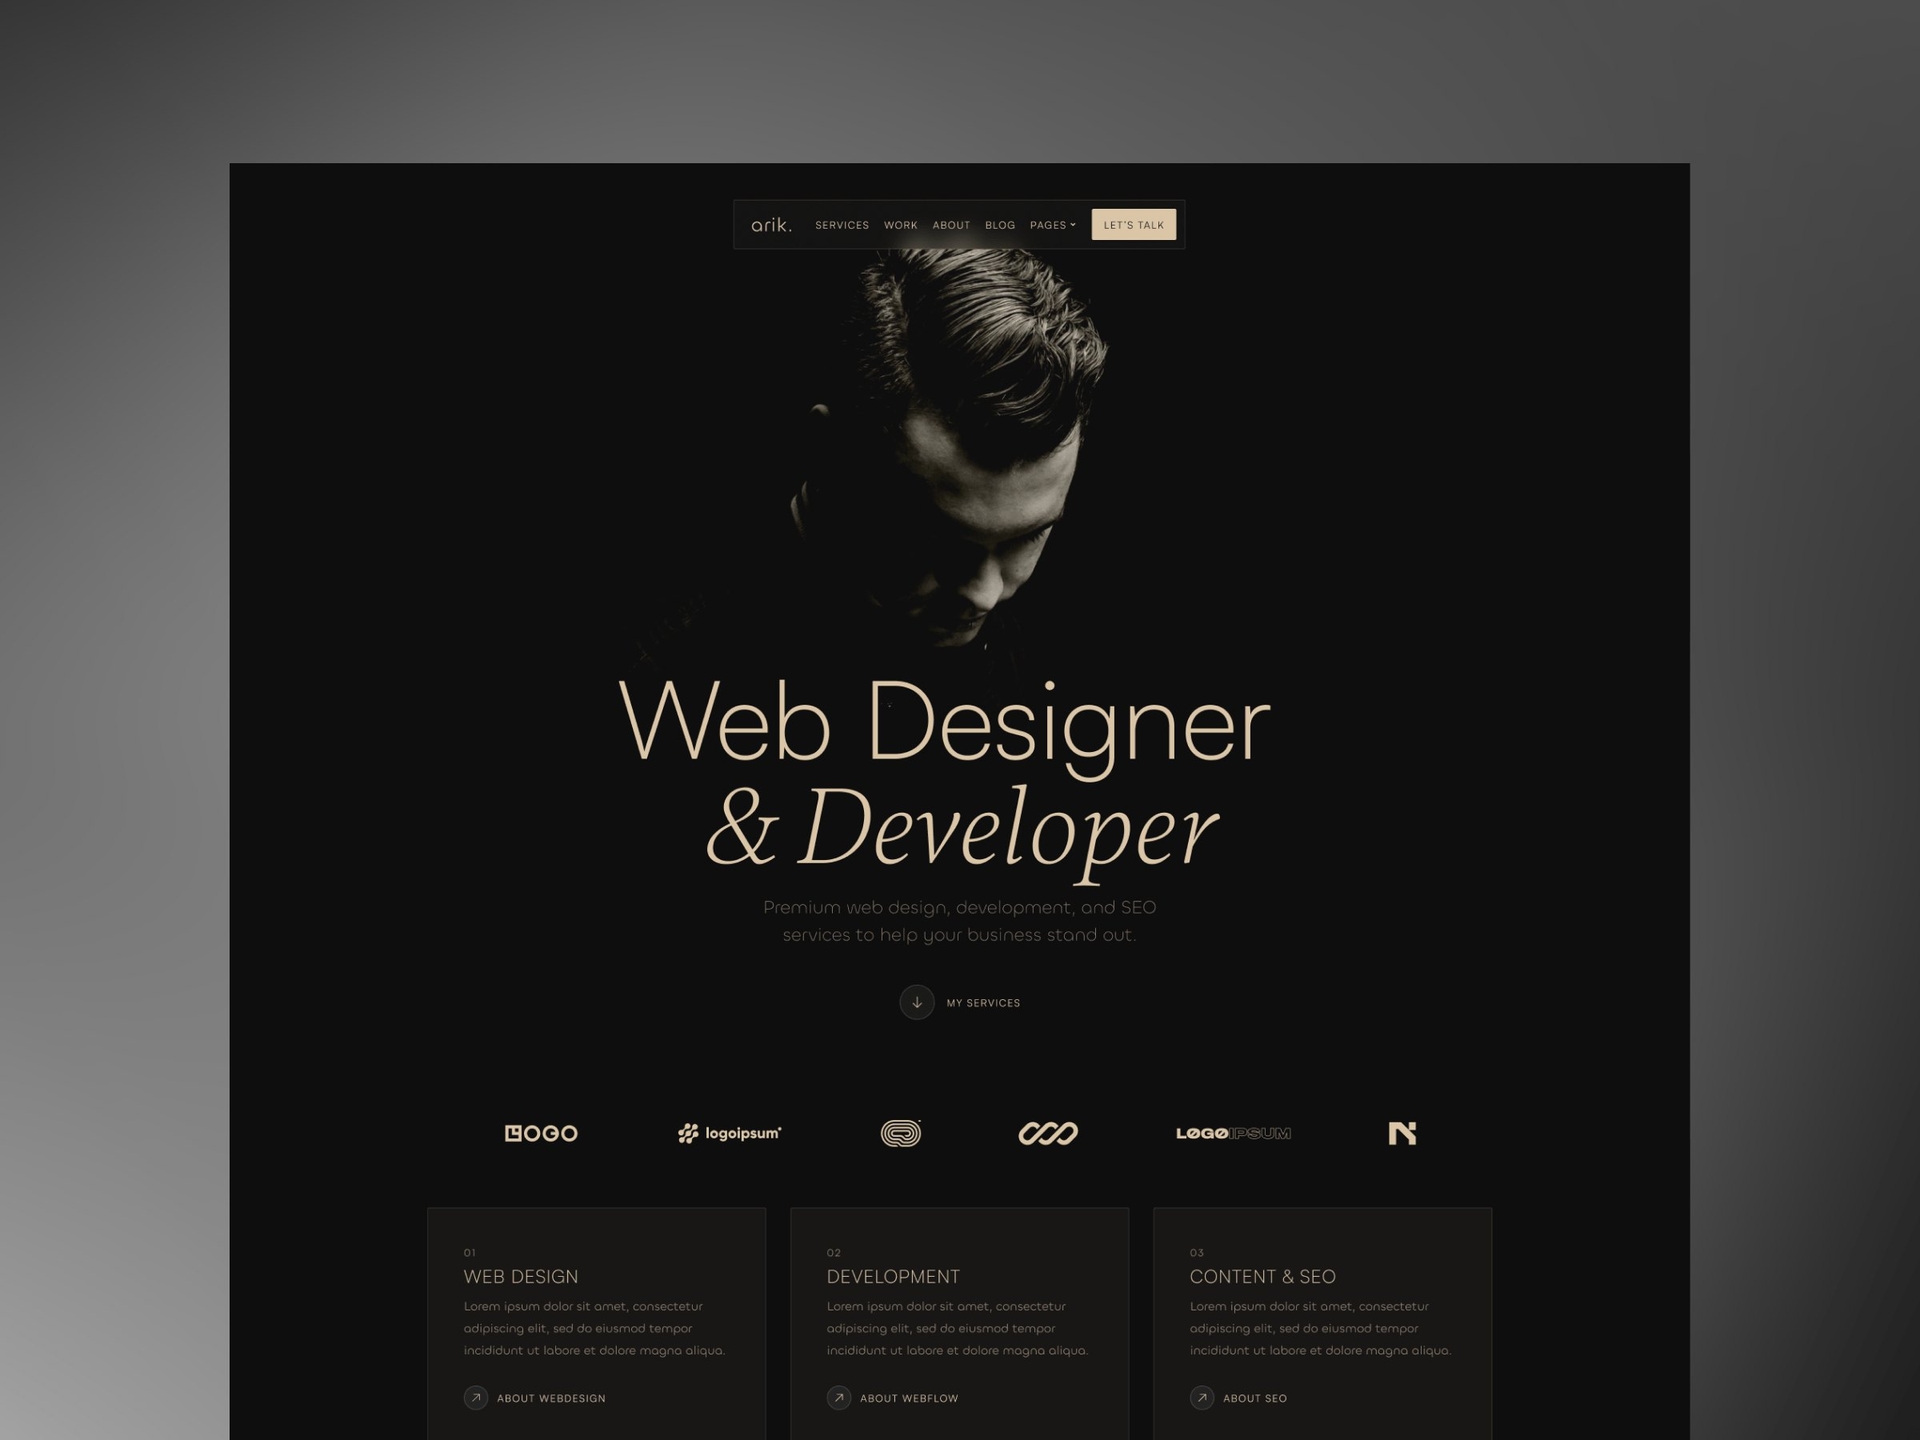 arik. SERVICES WORK ABOUT BLOG PAGES LET'S TALK
Web Designer
& Developer
Premium web design, development, and SEO
services to help your business stand out.
MY SERVICES
LOGO logoipsum LOGOIPSUM
01
WEB DESIGN
Lorem ipsum dolor sit amet, consectetur
adipiscing elit, sed do eiusmod tempor
incididunt ut labore et dolore magna aliqua.
ABOUT WEBDESIGN
02
DEVELOPMENT
Lorem ipsum dolor sit amet, consectetur
adipiscing elit, sed do eiusmod tempor
incididunt ut labore et dolore magna aliqua.
ABOUT WEBFLOW
03
CONTENT & SEO
Lorem ipsum dolor sit amet, consectetur
adipiscing elit, sed do eiusmod tempor
incididunt ut labore et dolore magna aliqua.
ABOUT SEO